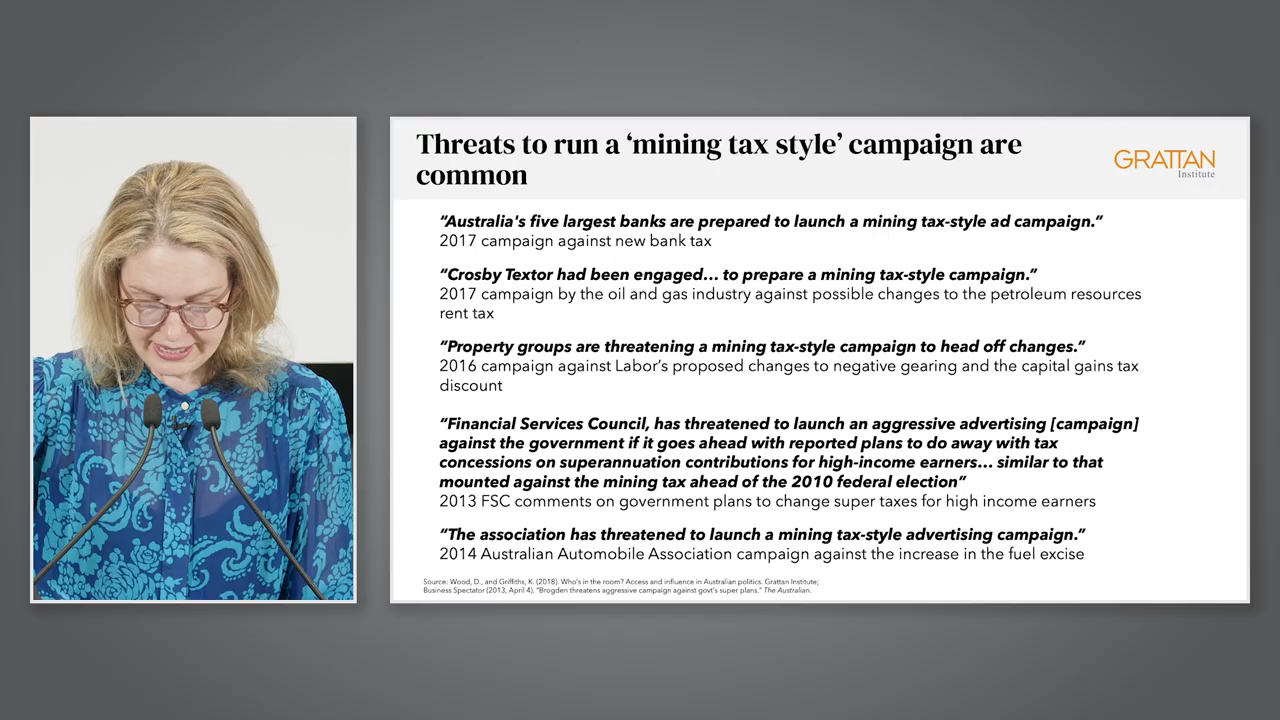 Threats to run a ‘mining tax style’ campaign are
common
GRATTAN
Institute
“Australia's five largest banks are prepared to launch a mining tax-style ad campaign.”
2017 campaign against new bank tax
“Crosby Textor had been engaged… to prepare a mining tax-style campaign.”
2017 campaign by the oil and gas industry against possible changes to the petroleum resources
rent tax
“Property groups are threatening a mining tax-style campaign to head off changes.”
2016 campaign against Labor’s proposed changes to negative gearing and the capital gains tax
discount
“Financial Services Council, has threatened to launch an aggressive advertising [campaign]
against the government if it goes ahead with reported plans to do away with tax
concessions on superannuation contributions for high-income earners… similar to that
mounted against the mining tax ahead of the 2010 federal election”
2013 FSC comments on government plans to change super taxes for high income earners
“The association has threatened to launch a mining tax-style advertising campaign.”
2014 Australian Automobile Association campaign against the increase in the fuel excise
Source: Wood, D., and Griffiths, K. (2018). Who’s in the room? Access and influence in Australian politics. Grattan Institute;
Business Spectator (2013, April 4). “Brogden threatens aggressive campaign against govt’s super plans.” The Australian.